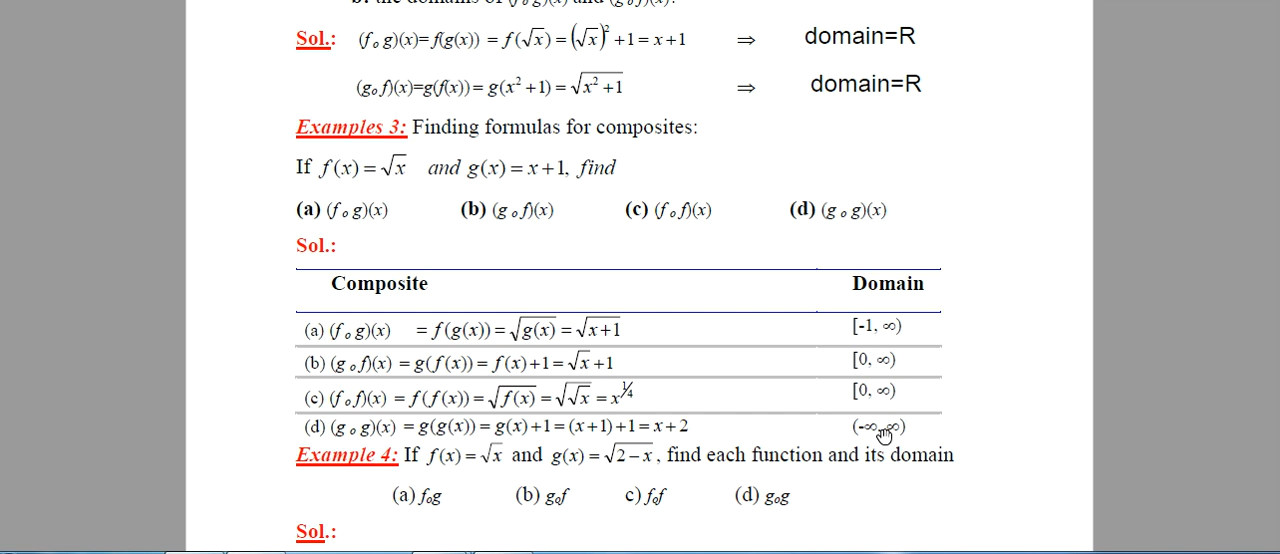 Sol.: (f∘g)(x)= f(g(x)) = f(√x) = (√x)² +1 = x+1 ⇒ domain=R
(g∘f)(x)=g(f(x)) = g(x² +1) = √(x² +1) ⇒ domain=R
Examples 3: Finding formulas for composites:
If f(x) = √x and g(x) = x+1, find
(a) (f∘g)(x) (b) (g∘f)(x) (c) (f∘f)(x) (d) (g∘g)(x)
Sol.:
Composite Domain
(a) (f∘g)(x) = f(g(x)) = √g(x) = √(x+1) [-1, ∞)
(b) (g∘f)(x) = g(f(x)) = f(x)+1 = √x +1 [0, ∞)
(c) (f∘f)(x) = f(f(x)) = √f(x) = √√x = x^¼ [0, ∞)
(d) (g∘g)(x) = g(g(x)) = g(x)+1 = (x+1)+1 = x+2 (-∞, ∞)
Example 4: If f(x) = √x and g(x) = √(2−x), find each function and its domain
(a) f∘g (b) g∘f c) f∘f (d) g∘g
Sol.: